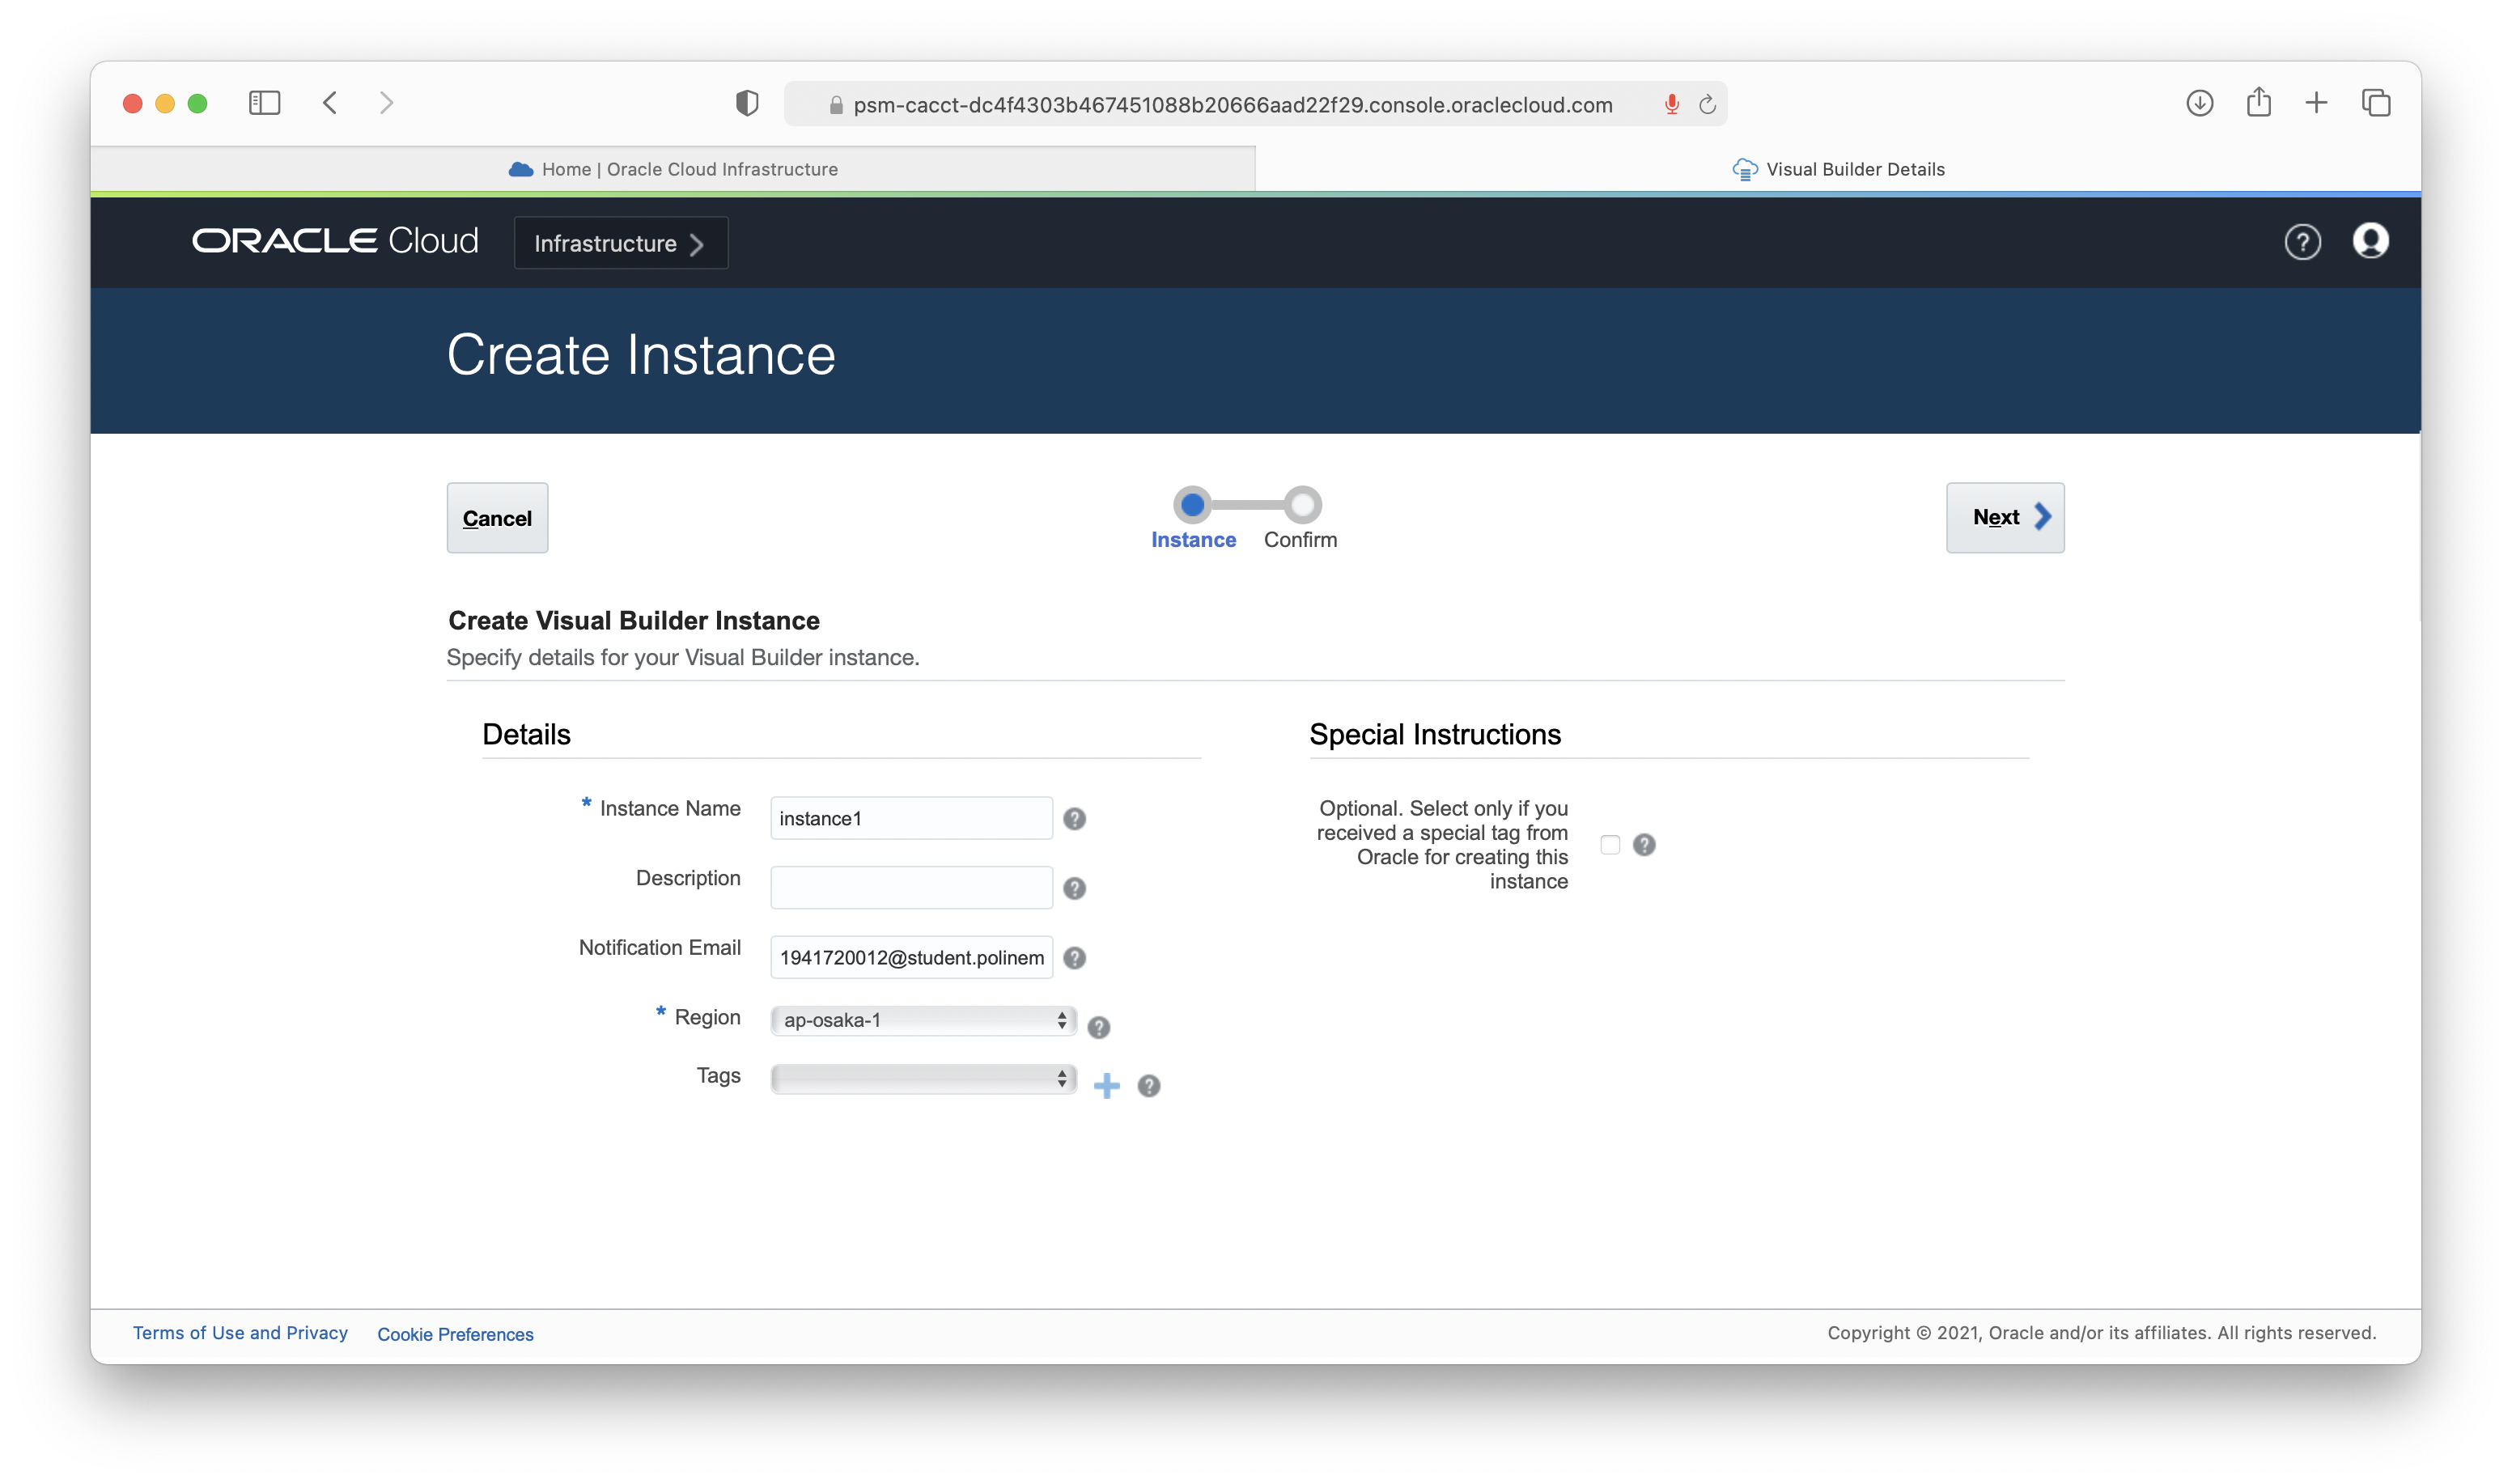 psm-cacct-dc4f4303b467451088b20666aad22f29.console.oraclecloud.com
Home | Oracle Cloud Infrastructure
Visual Builder Details
ORACLE Cloud
Infrastructure
Create Instance
Cancel
Instance
Confirm
Next
Create Visual Builder Instance
Specify details for your Visual Builder instance.
Details
* Instance Name
instance1
Description
Notification Email
1941720012@student.polinem
* Region
ap-osaka-1
Tags
Special Instructions
Optional. Select only if you
received a special tag from
Oracle for creating this
instance
Terms of Use and Privacy
Cookie Preferences
Copyright © 2021, Oracle and/or its affiliates. All rights reserved.